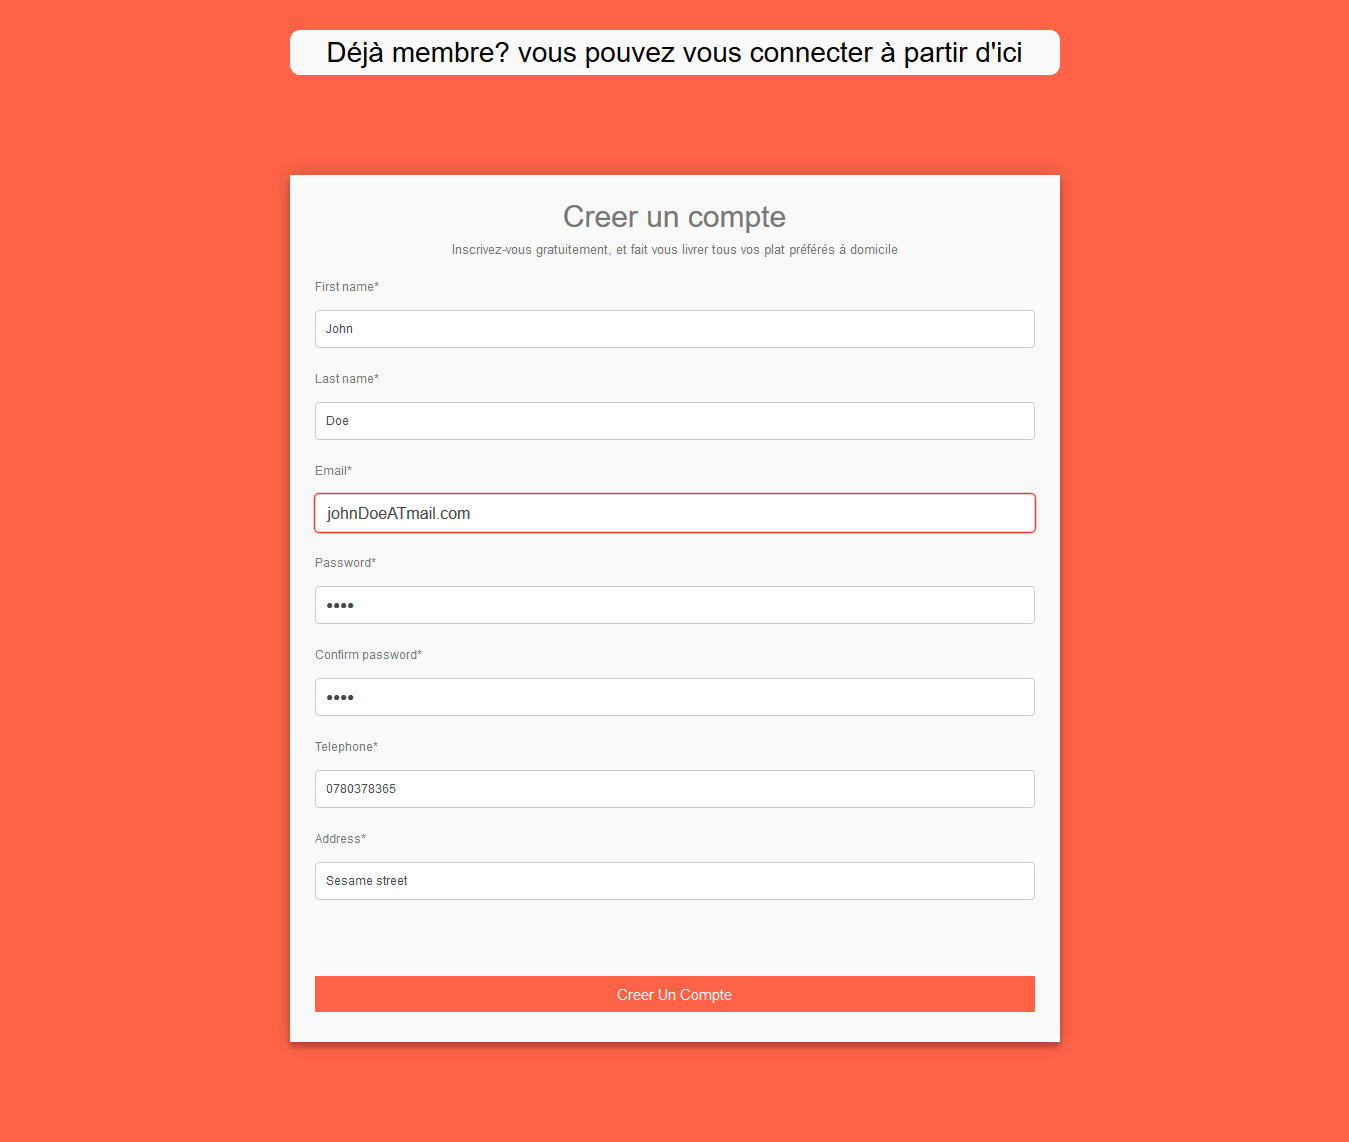 Déjà membre? vous pouvez vous connecter à partir d'ici
Creer un compte
Inscrivez-vous gratuitement, et fait vous livrer tous vos plat préférés à domicile
First name*
John
Last name*
Doe
Email*
johnDoeATmail.com
Password*
••••
Confirm password*
••••
Telephone*
0780378365
Address*
Sesame street
Creer Un Compte